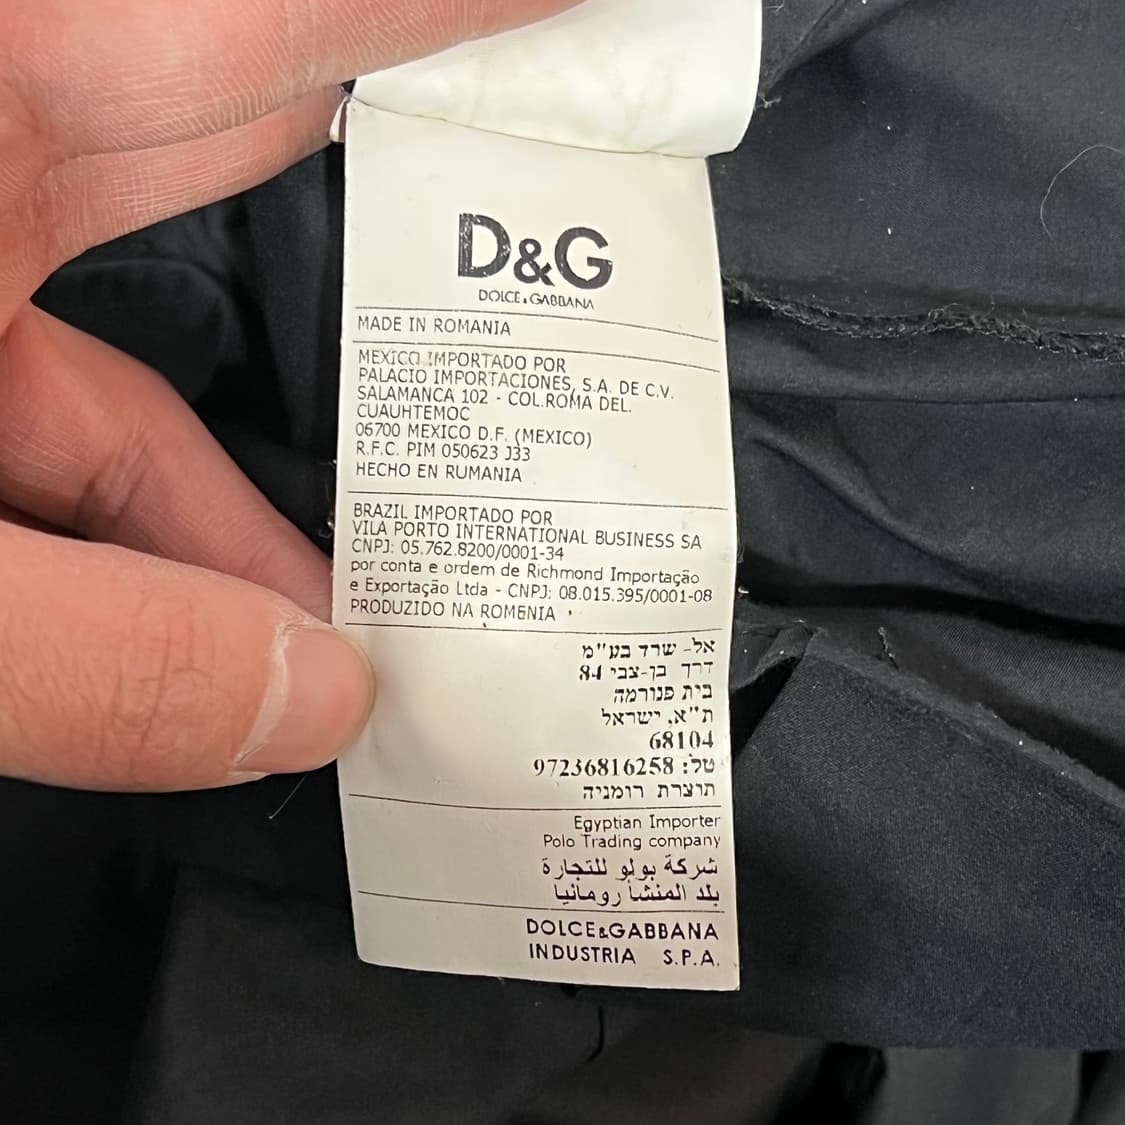 D&G
DOLCE & GABBANA
MADE IN ROMANIA
MEXICO IMPORTADO POR
PALACIO IMPORTACIONES, S.A. DE C.V.
SALAMANCA 102 - COL.ROMA DEL.
CUAUHTEMOC
06700 MEXICO D.F. (MEXICO)
R.F.C. PIM 050623 J33
HECHO EN RUMANIA
BRAZIL IMPORTADO POR
VILA PORTO INTERNATIONAL BUSINESS SA
CNPJ: 05.762.8200/0001-34
por conta e ordem de Richmond Importação
e Exportação Ltda - CNPJ: 08.015.395/0001-08
PRODUZIDO NA ROMENIA
אל- שרד בע"מ
דרך בן-צבי 84
בית פנורמה
ת"א, ישראל
68104
טל: 97236816258
תוצרת רומניה
Egyptian Importer
Polo Trading company
شركة بولو للتجارة
بلد المنشأ رومانيا
DOLCE&GABBANA
INDUSTRIA S.P.A.